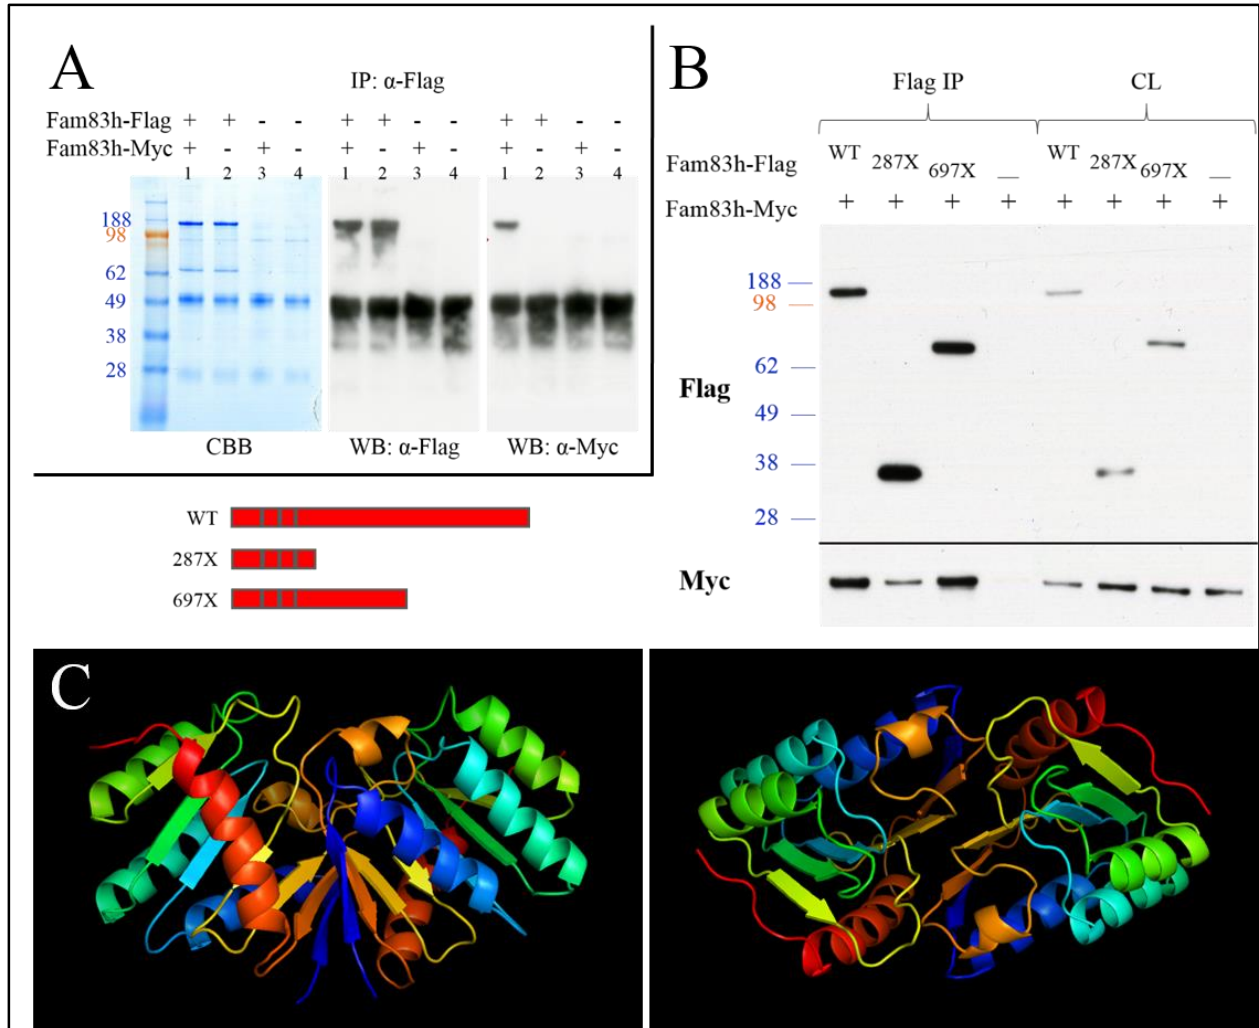 A
IP: α-Flag
Fam83h-Flag + + - - + + - - + + - -
Fam83h-Myc + - + - + - + - + - + -
1 2 3 4 1 2 3 4 1 2 3 4
188
98
62
49
38
28
CBB WB: α-Flag WB: α-Myc
WT
287X
697X
B
Flag IP CL
Fam83h-Flag WT 287X 697X — WT 287X 697X —
Fam83h-Myc + + + + + + + +
188
98
62
49
38
28
Flag
Myc
C